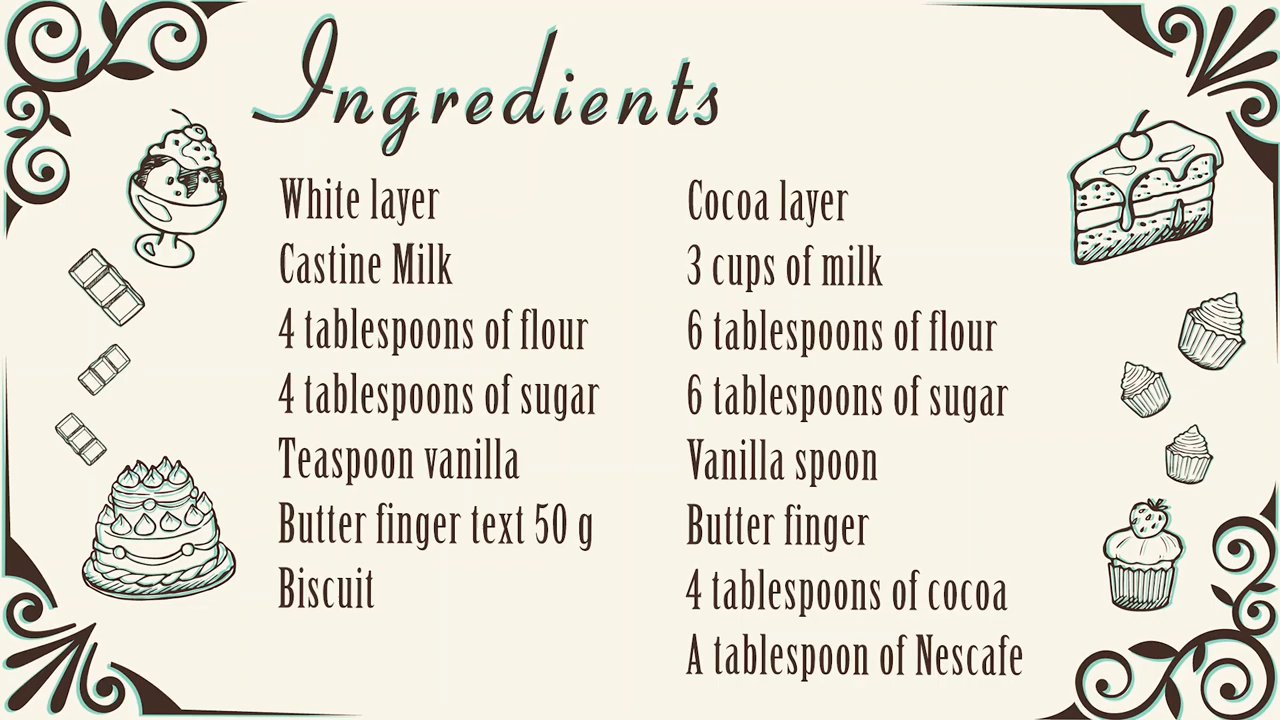 Ingredients
White layer
Castine Milk
4 tablespoons of flour
4 tablespoons of sugar
Teaspoon vanilla
Butter finger text 50 g
Biscuit
Cocoa layer
3 cups of milk
6 tablespoons of flour
6 tablespoons of sugar
Vanilla spoon
Butter finger
4 tablespoons of cocoa
A tablespoon of Nescafe